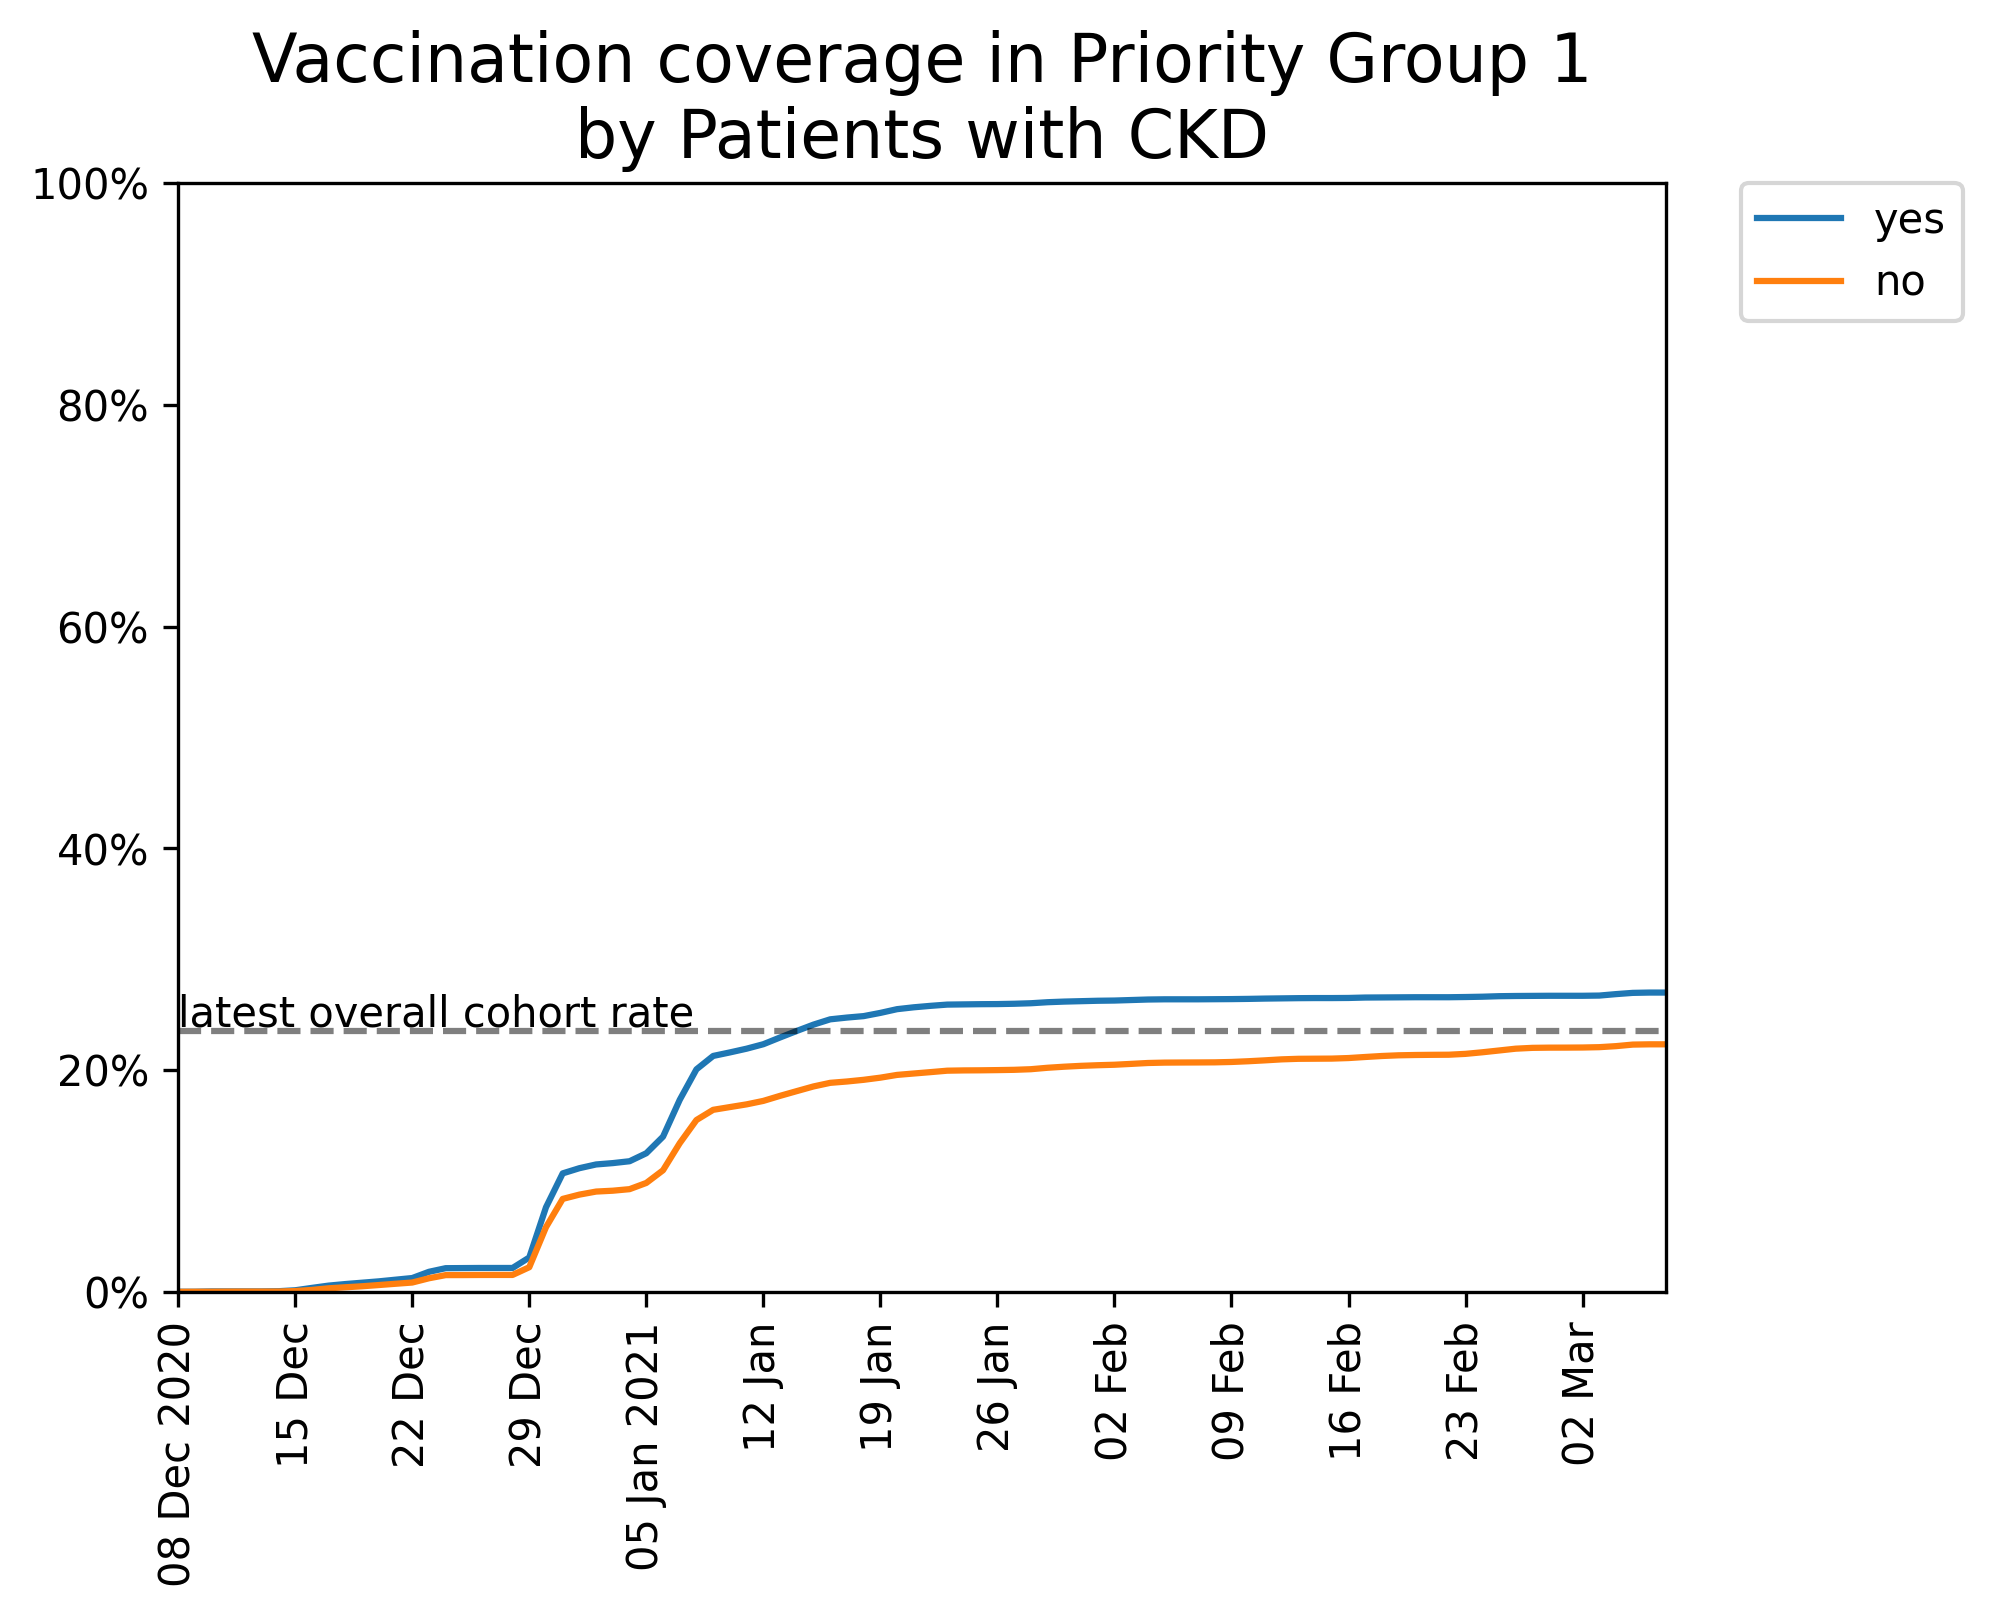 Vaccination coverage in Priority Group 1
by Patients with CKD
100%
80%
60%
40%
20%
0%
latest overall cohort rate
yes
no
08 Dec 2020
15 Dec
22 Dec
29 Dec
05 Jan 2021
12 Jan
19 Jan
26 Jan
02 Feb
09 Feb
16 Feb
23 Feb
02 Mar